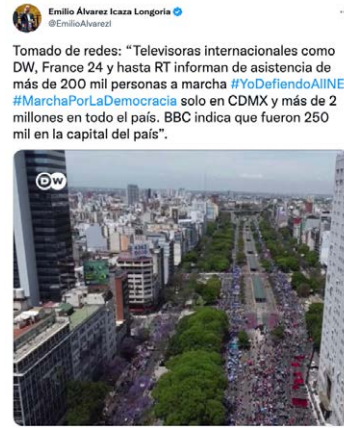 Emilio Álvarez Icaza Longoria
@EmilioAlvarezI
Tomado de redes: “Televisoras internacionales como
DW, France 24 y hasta RT informan de asistencia de
más de 200 mil personas a marcha #YoDefiendoAlINE
#MarchaPorLaDemocracia solo en CDMX y más de 2
millones en todo el país. BBC indica que fueron 250
mil en la capital del país”.
DW